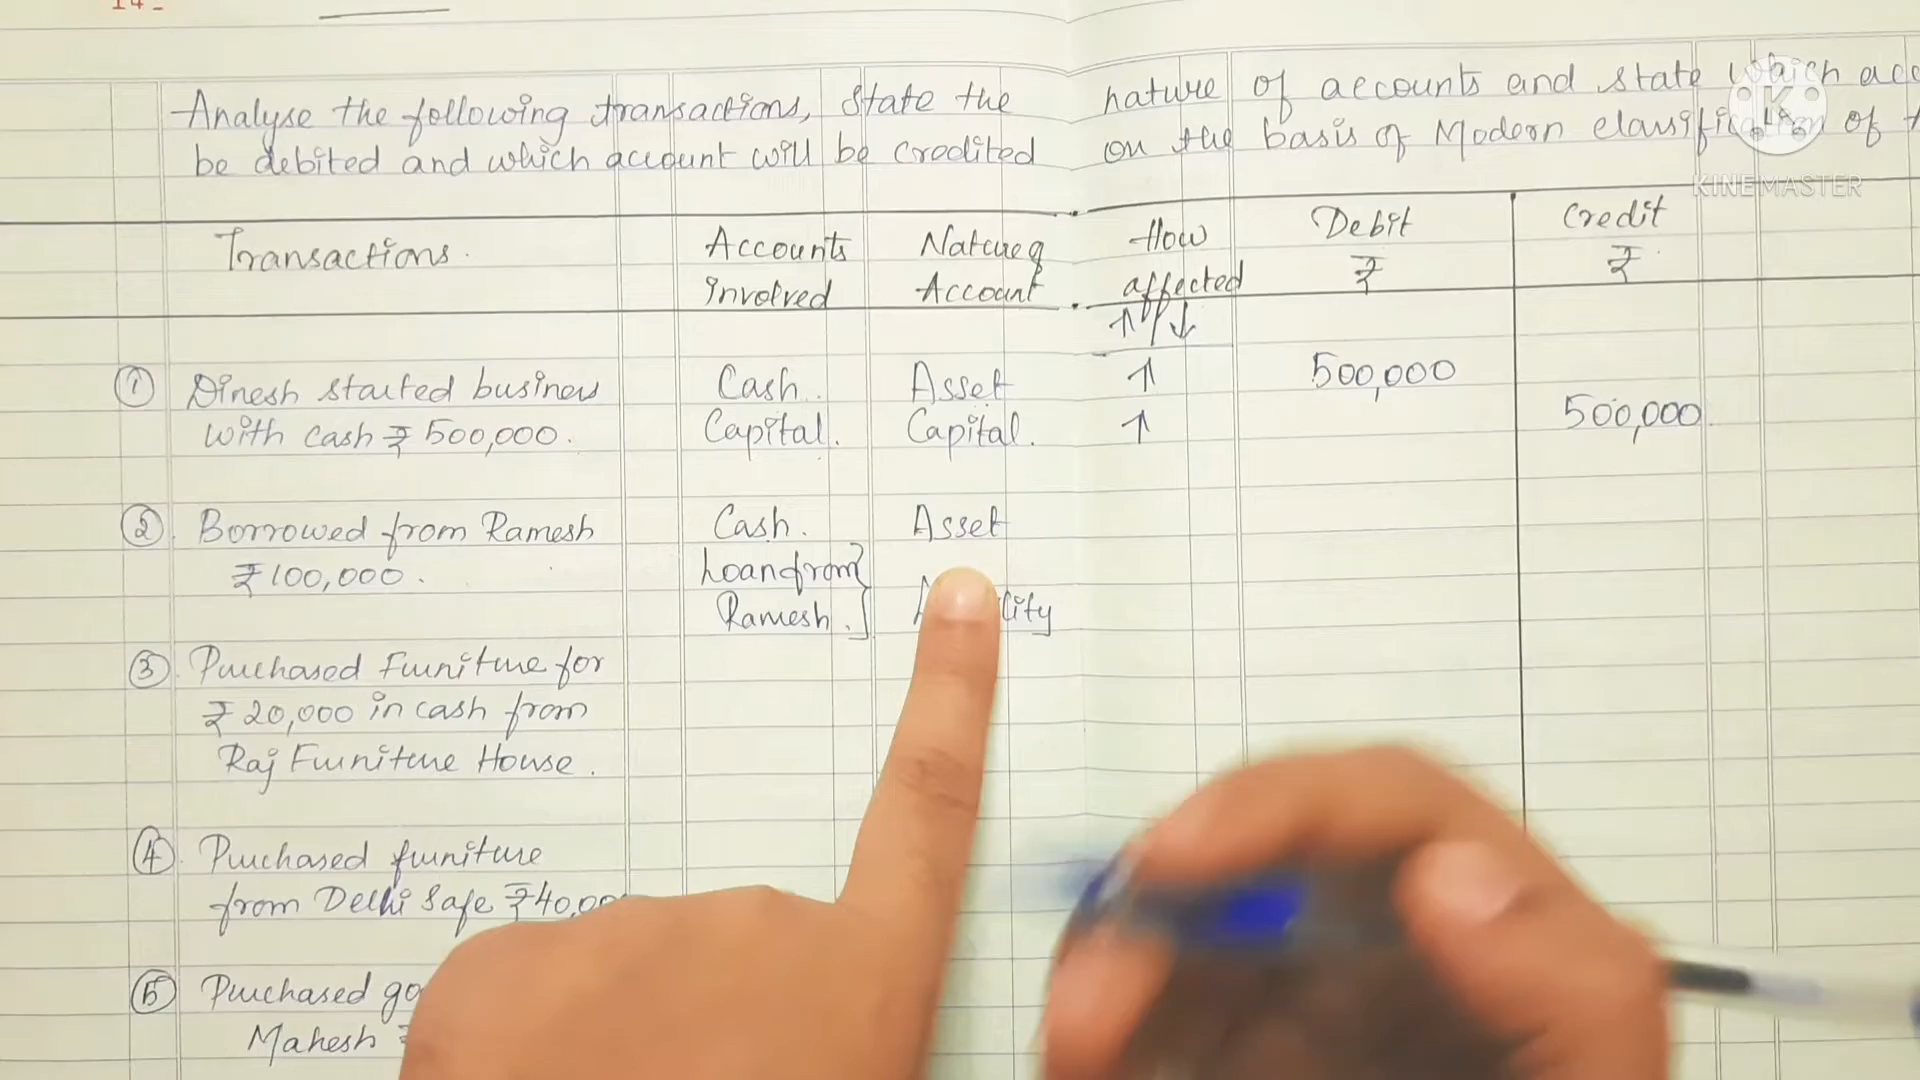 14-
Analyse the following transactions, State the nature of accounts and state which acc
be debited and which account will be credited on the basis of Modern classification of
KINEMASTER
Transactions. Accounts Involved Nature of Account How affected ↑/↓ Debit ₹ Credit ₹
① Dinesh started business Cash. Asset ↑ 500,000
with cash ₹ 500,000. Capital. Capital. ↑ 500,000
② Borrowed from Ramesh Cash. Asset
₹100,000. Loan from
Ramesh.
③ Purchased Furniture for
₹ 20,000 in cash from
Raj Furniture House.
④ Purchased furniture
from Delhi Safe ₹40,00
⑤ Purchased go
Mahesh ₹